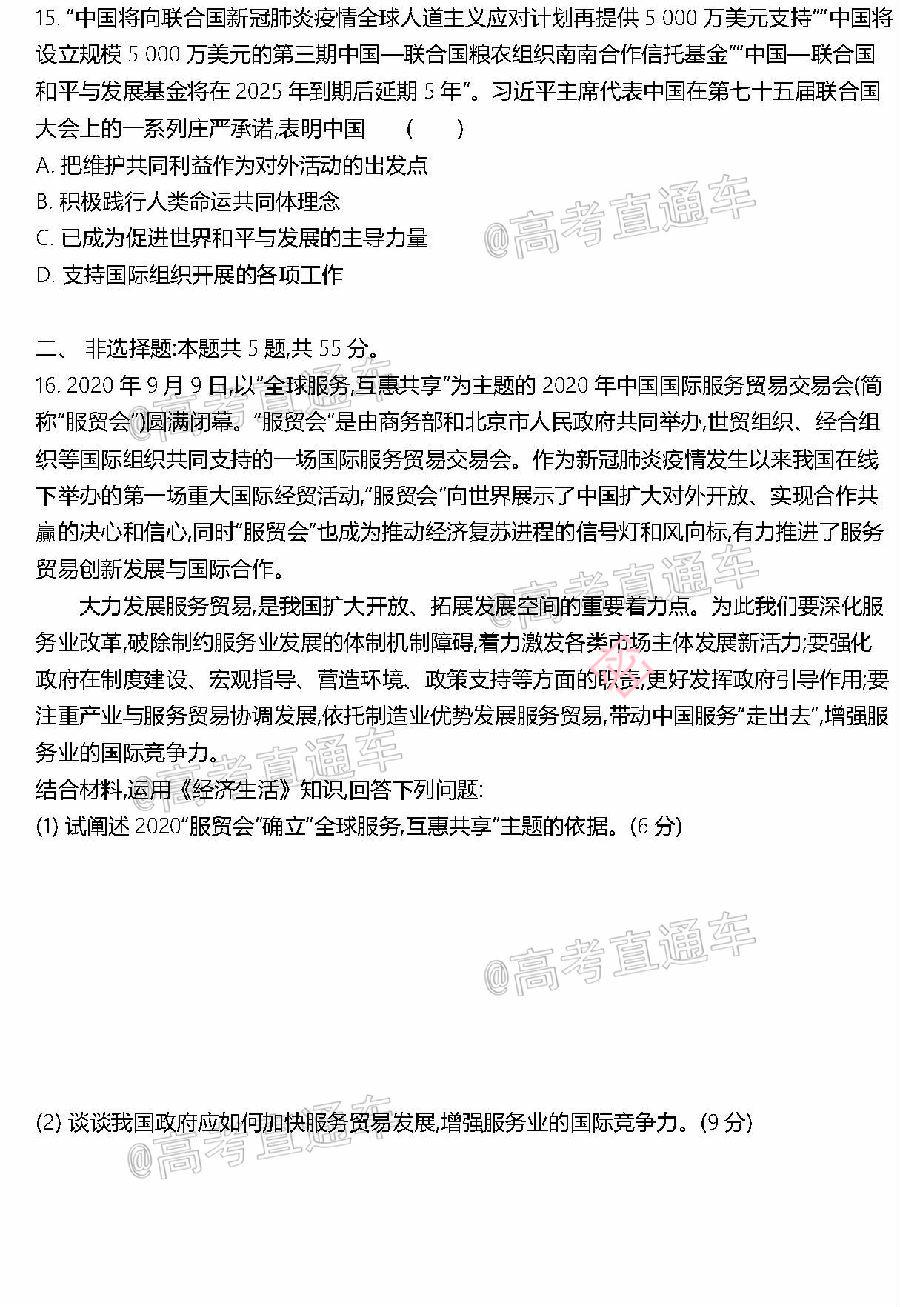 15. “中国将向联合国新冠肺炎疫情全球人道主义应对计划再提供 5 000 万美元支持”“中国将
设立规模 5 000 万美元的第三期中国—联合国粮农组织南南合作信托基金”“中国—联合国
和平与发展基金将在 2025 年到期后延期 5 年”。习近平主席代表中国在第七十五届联合国
大会上的一系列庄严承诺,表明中国 ( )
A. 把维护共同利益作为对外活动的出发点
B. 积极践行人类命运共同体理念
@高考直通车
C. 已成为促进世界和平与发展的主导力量
D. 支持国际组织开展的各项工作
二、 非选择题:本题共 5 题,共 55 分。
16. 2020 年 9 月 9 日,以“全球服务,互惠共享”为主题的 2020 年中国国际服务贸易交易会(简
@高考直通车
称“服贸会”)圆满闭幕。“服贸会”是由商务部和北京市人民政府共同举办,世贸组织、经合组
织等国际组织共同支持的一场国际服务贸易交易会。作为新冠肺炎疫情发生以来我国在线
下举办的第一场重大国际经贸活动,“服贸会”向世界展示了中国扩大对外开放、实现合作共
赢的决心和信心,同时“服贸会”也成为推动经济复苏进程的信号灯和风向标,有力推进了服务
贸易创新发展与国际合作。
@高考直通车
大力发展服务贸易,是我国扩大开放、拓展发展空间的重要着力点。为此我们要深化服
务业改革,破除制约服务业发展的体制机制障碍,着力激发各类市场主体发展新活力;要强化
政府在制度建设、宏观指导、营造环境、政策支持等方面的职责,更好发挥政府引导作用;要
注重产业与服务贸易协调发展,依托制造业优势发展服务贸易,带动中国服务“走出去”,增强服
务业的国际竞争力。
@高考直通车
结合材料,运用《经济生活》知识,回答下列问题:
(1) 试阐述 2020“服贸会”确立“全球服务,互惠共享”主题的依据。(6 分)
@高考直通车
(2) 谈谈我国政府应如何加快服务贸易发展,增强服务业的国际竞争力。(9 分)
@高考直通车